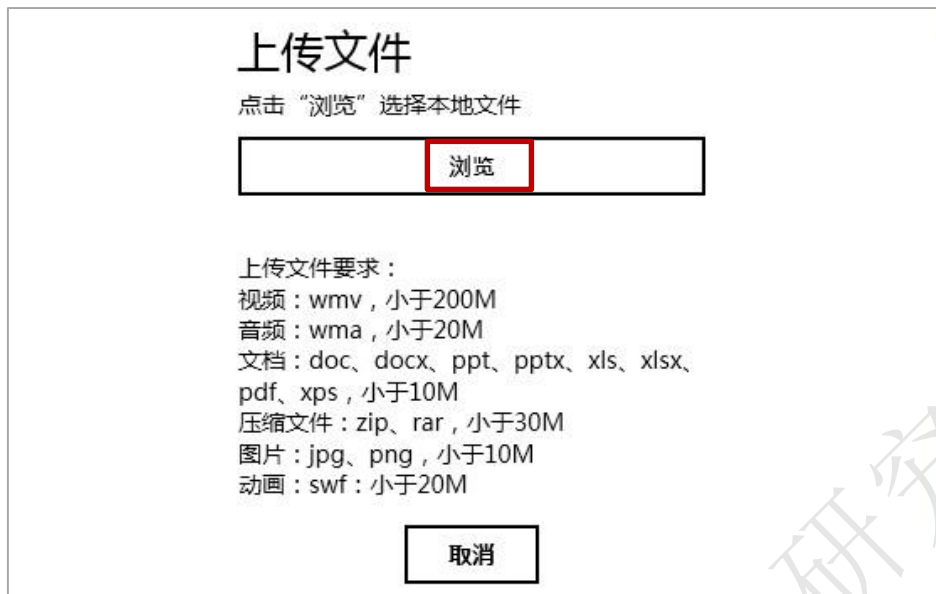 上传文件
点击“浏览”选择本地文件
浏览
上传文件要求：
视频：wmv，小于200M
音频：wma，小于20M
文档：doc、docx、ppt、pptx、xls、xlsx、
pdf、xps，小于10M
压缩文件：zip、rar，小于30M
图片：jpg、png，小于10M
动画：swf：小于20M
取消
研究